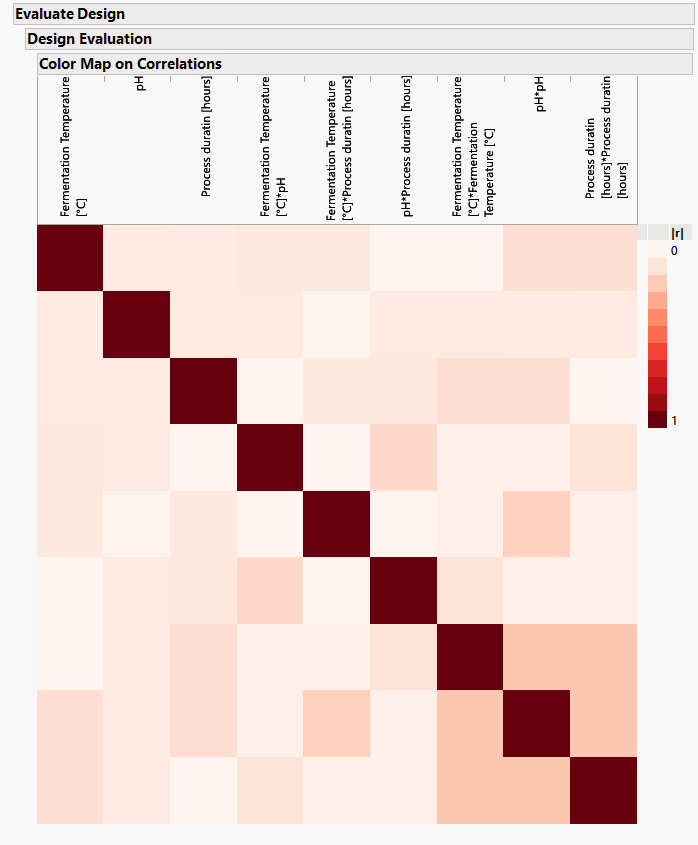 Evaluate Design
Design Evaluation
Color Map on Correlations
Fermentation Temperature
[°C]
pH
Process duratin [hours]
Fermentation Temperature
[°C]*pH
Fermentation Temperature
[°C]*Process duratin [hours]
pH*Process duratin [hours]
Fermentation Temperature
[°C]*Fermentation
Temperature [°C]
pH*pH
Process duratin
[hours]*Process duratin
[hours]
|r|
0
1